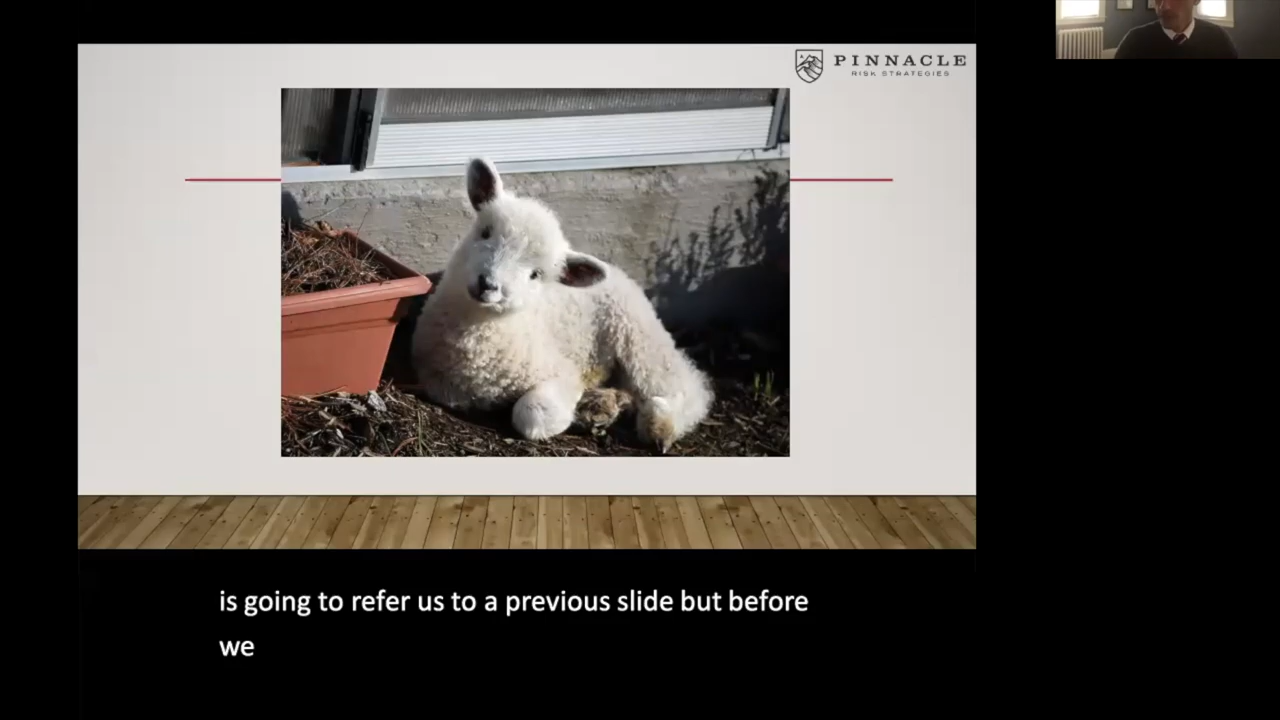 PINNACLE
RISK STRATEGIES
is going to refer us to a previous slide but before
we